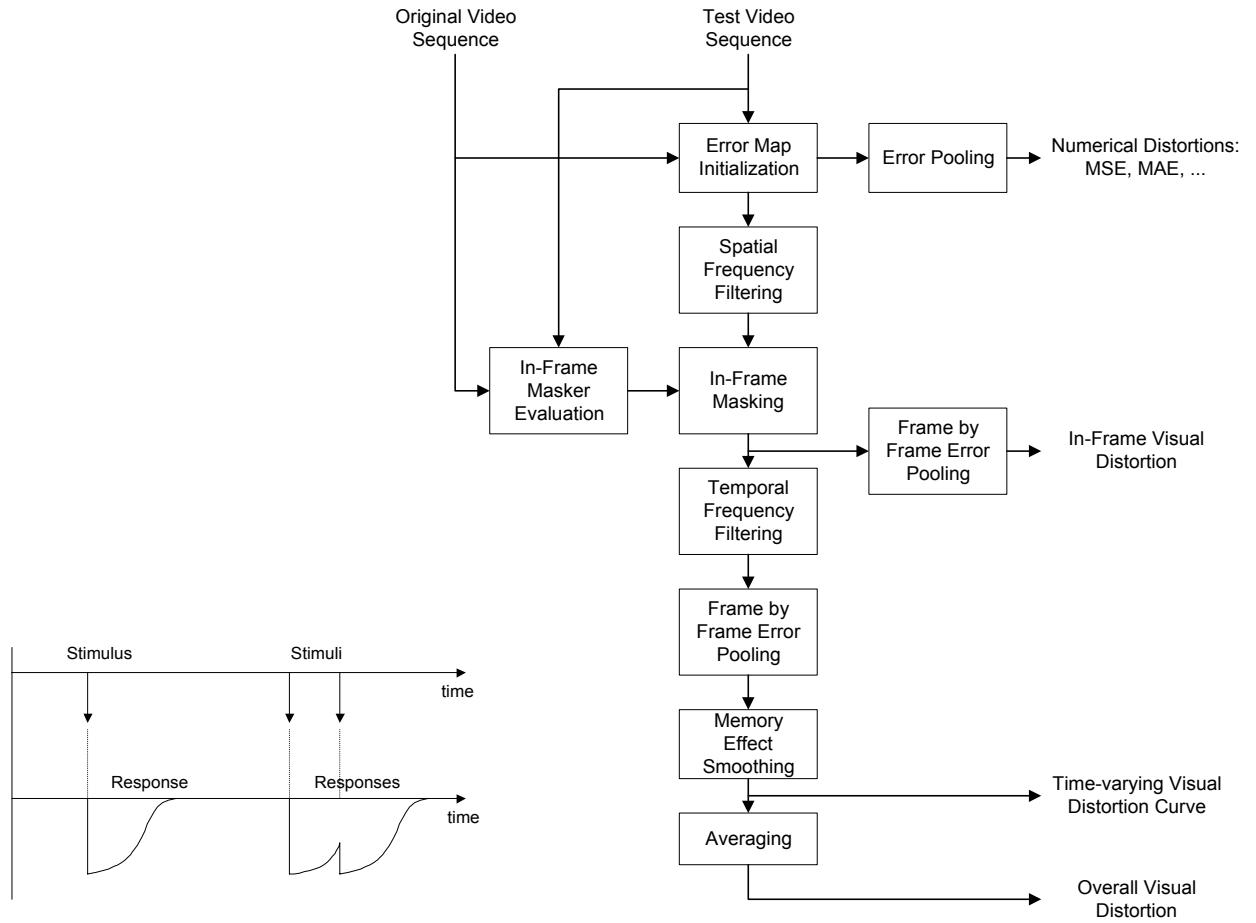 Original Video
Sequence
Test Video
Sequence
Error Map
Initialization
Error Pooling
Numerical Distortions:
MSE, MAE, ...
Spatial
Frequency
Filtering
In-Frame
Masker
Evaluation
In-Frame
Masking
Frame by
Frame Error
Pooling
In-Frame Visual
Distortion
Temporal
Frequency
Filtering
Frame by
Frame Error
Pooling
Memory
Effect
Smoothing
Time-varying Visual
Distortion Curve
Averaging
Overall Visual
Distortion
Stimulus
Stimuli
time
Response
Responses
time